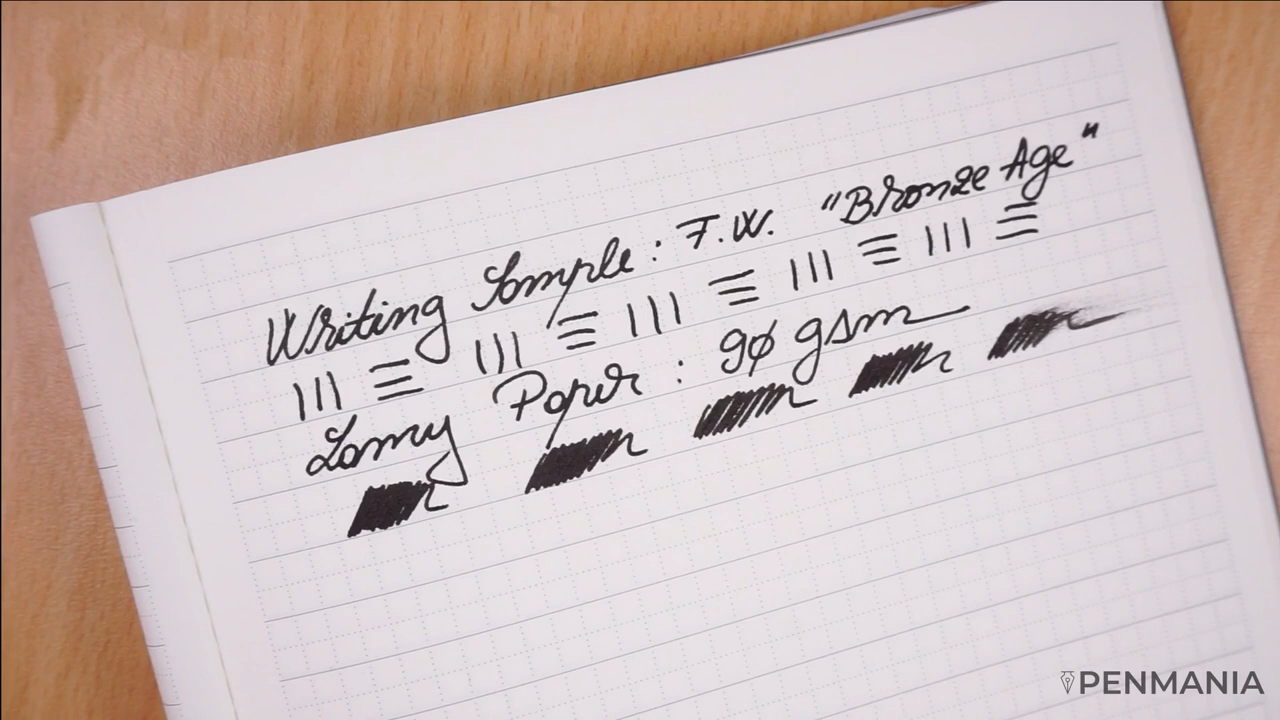 Writing Sample : F.W. "Bronze Age"
||| ≡ ||| ≡ ||| ≡ ||| ≡ ||| ≡
Lamy Paper : 90 gsm
PENMANIA